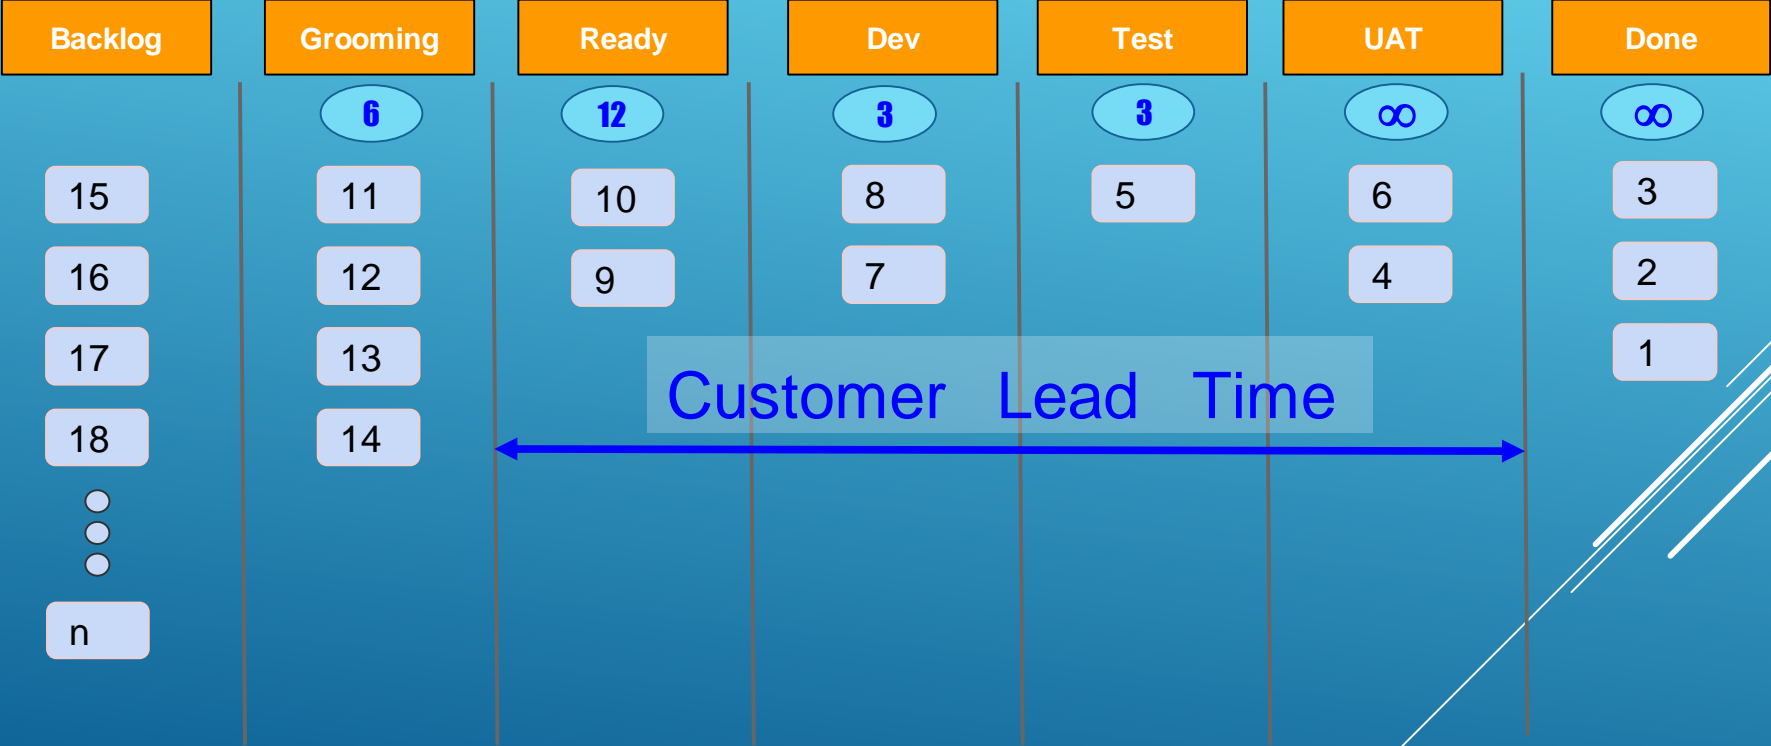 Backlog Grooming Ready Dev Test UAT Done
6 12 3 3 ∞ ∞
15 11 10 8 5 6 3
16 12 9 7 4 2
17 13 1
Customer Lead Time
18 14
n